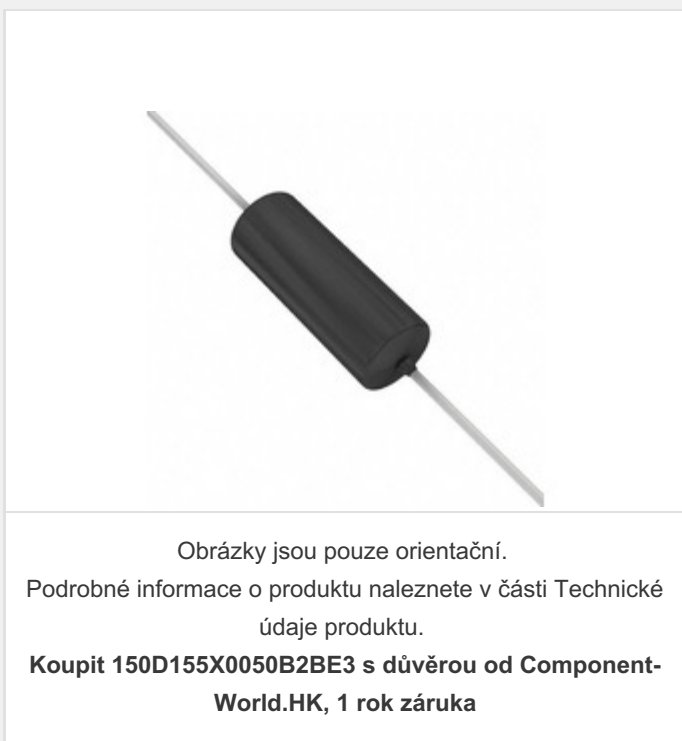 Obrázky jsou pouze orientační.
Podrobné informace o produktu naleznete v části Technické
údaje produktu.
Koupit 150D155X0050B2BE3 s důvěrou od Component-
World.HK, 1 rok záruka